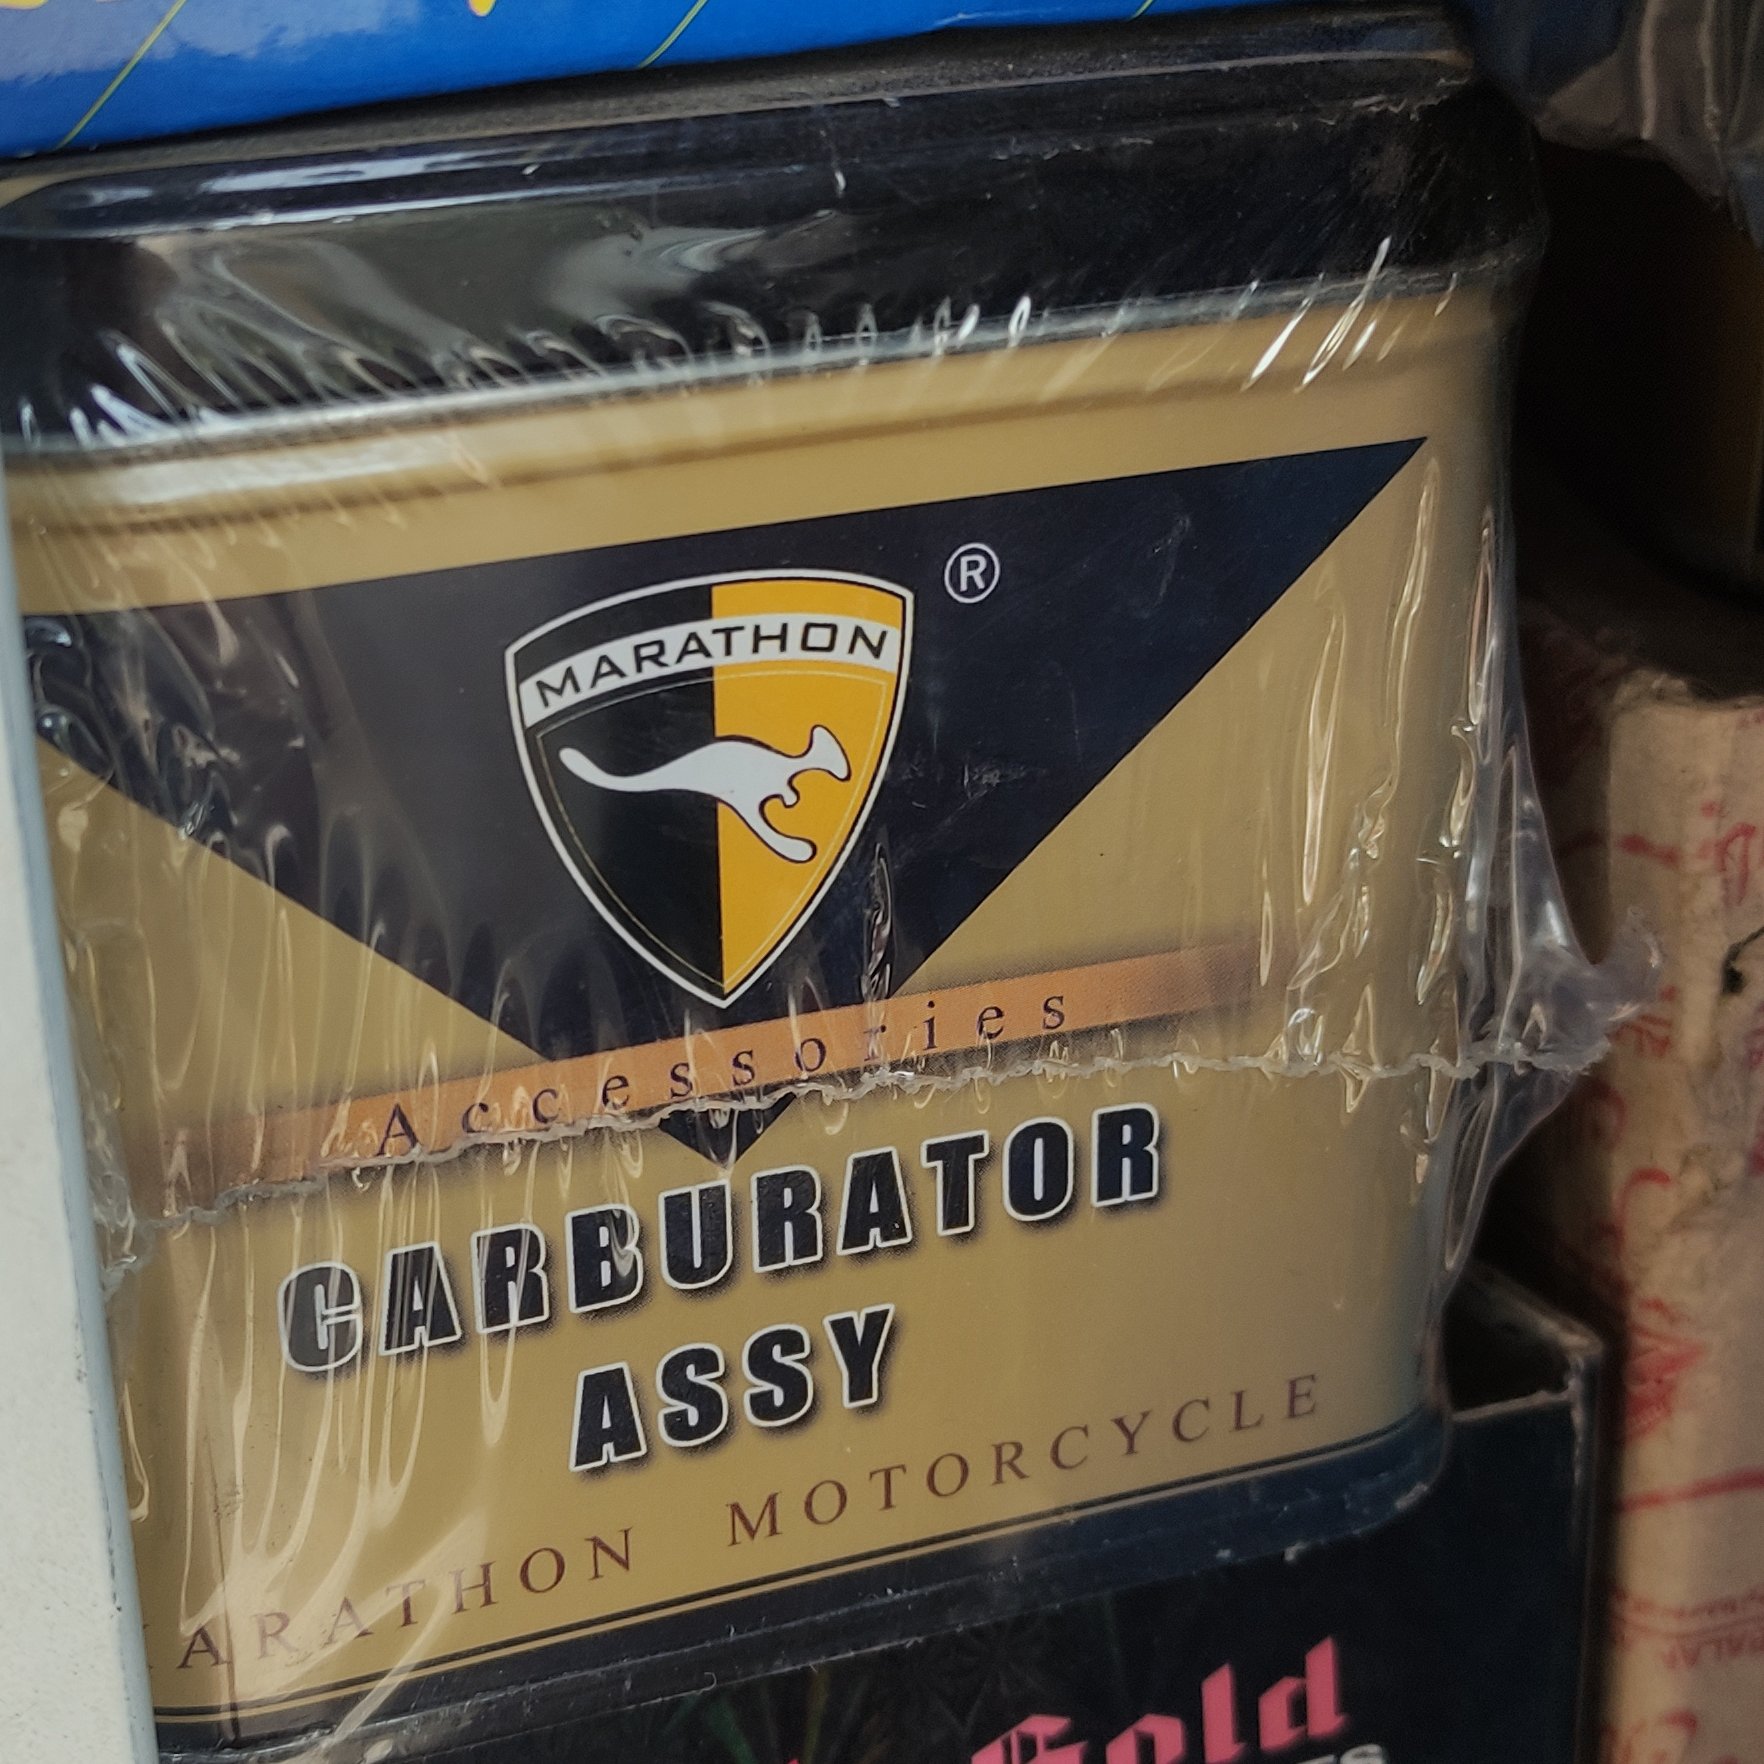 MARATHON
®
Accessories
CARBURATOR
ASSY
ARATHON MOTORCYCLE
Gold